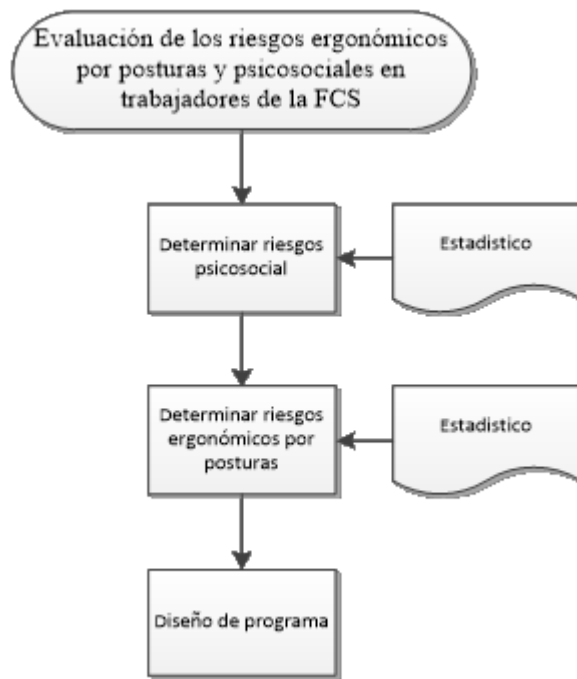 Evaluación de los riesgos ergonómicos
por posturas y psicosociales en
trabajadores de la FCS
Determinar riesgos
psicosocial
Estadistico
Determinar riesgos
ergonómicos por
posturas
Estadistico
Diseño de programa